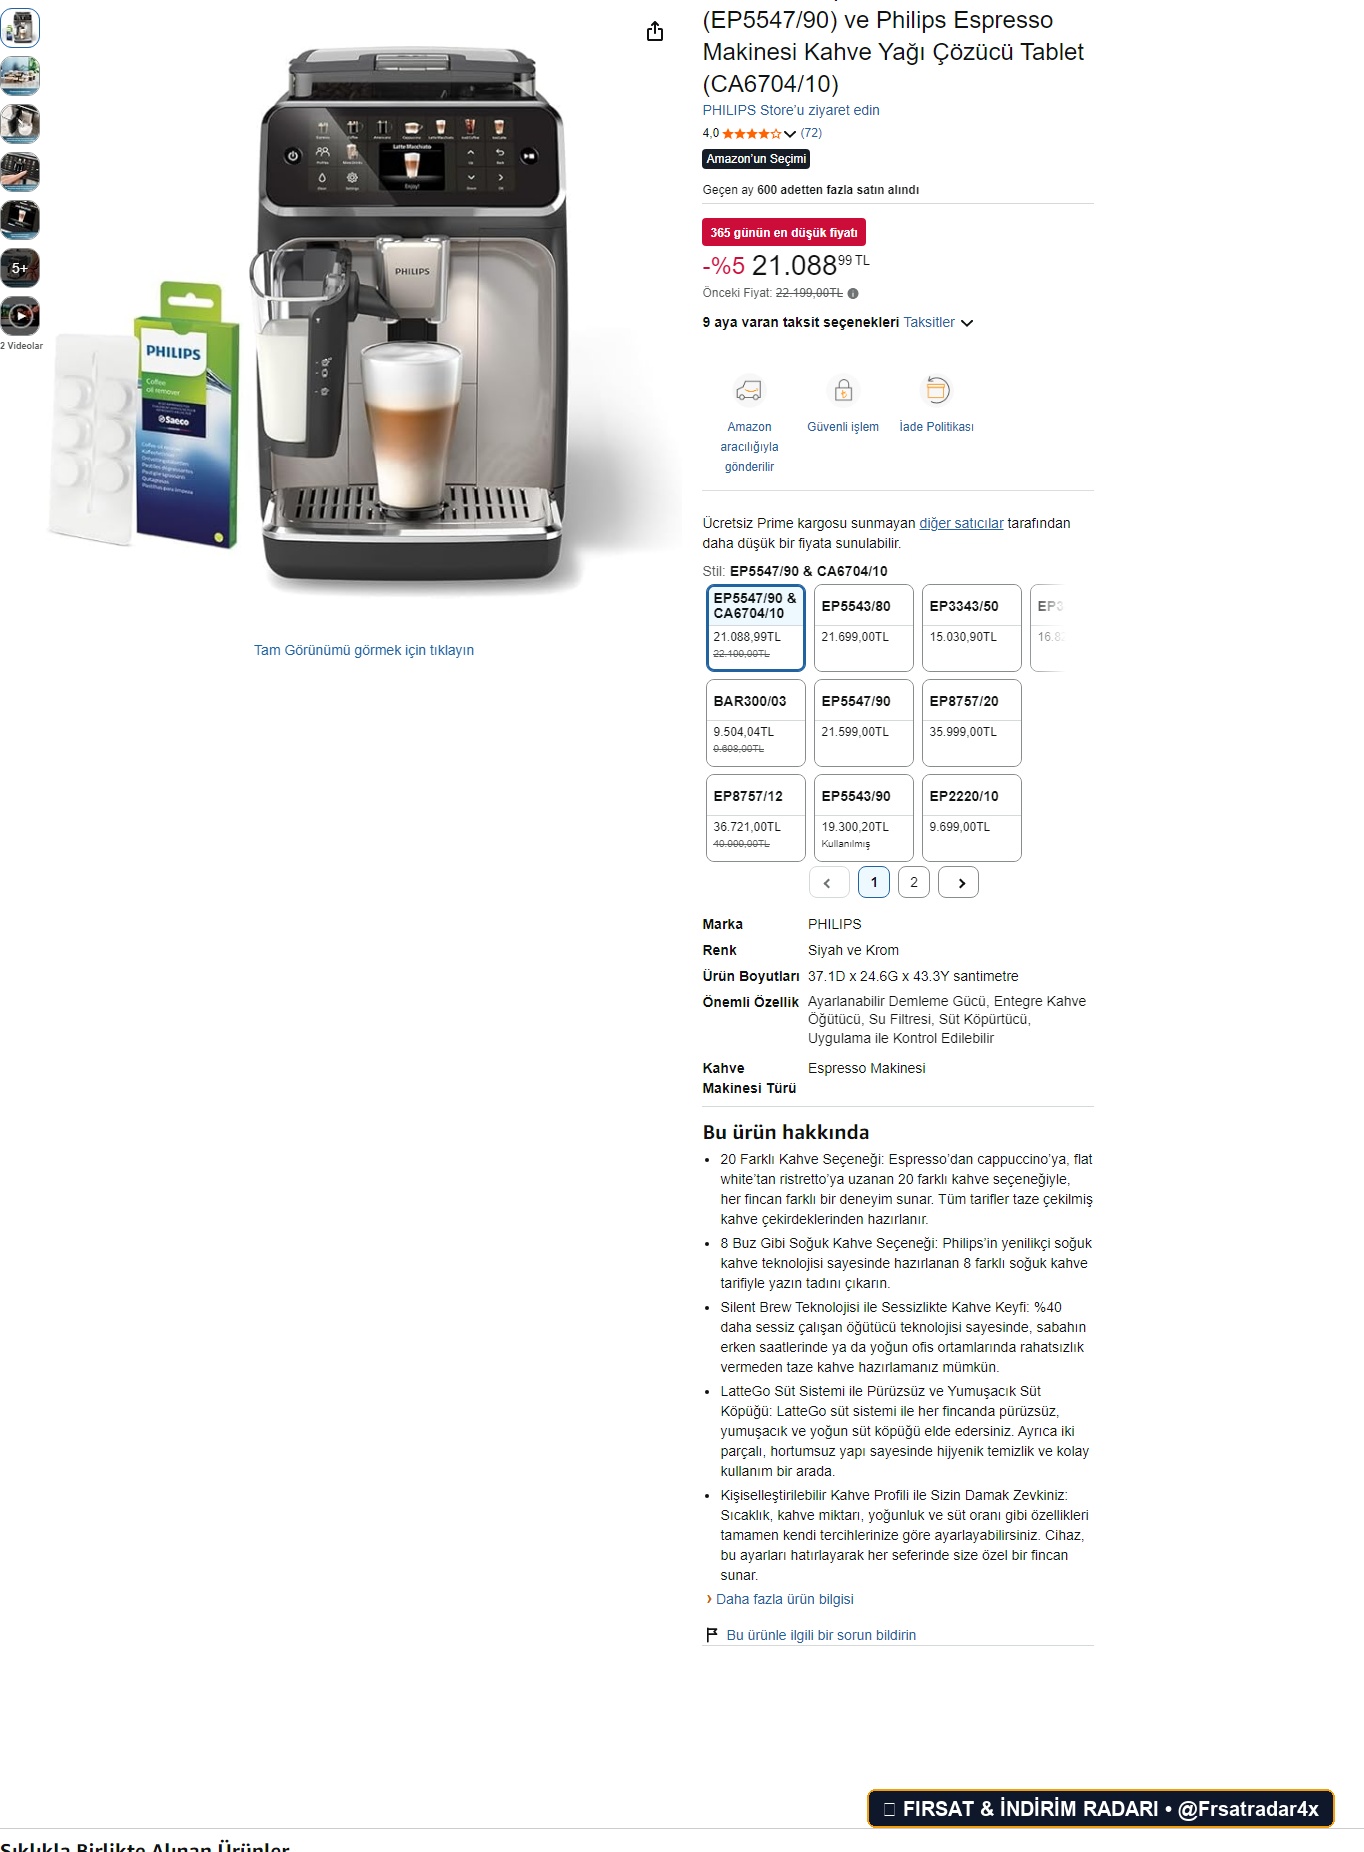 (EP5547/90) ve Philips Espresso
Makinesi Kahve Yağı Çözücü Tablet
(CA6704/10)
PHILIPS Store'u ziyaret edin
4,0 (72)
Amazon'un Seçimi
Geçen ay 600 adetten fazla satın alındı
365 günün en düşük fiyatı
-%5 21.088 99 TL
Önceki Fiyat: 22.199,00TL
9 aya varan taksit seçenekleri Taksitler
Amazon
aracılığıyla
gönderilir
Güvenli işlem
İade Politikası
Ücretsiz Prime kargosu sunmayan diğer satıcılar tarafından
daha düşük bir fiyata sunulabilir.
Stil: EP5547/90 & CA6704/10
EP5547/90 &
CA6704/10
21.088,99TL
22.199,00TL
EP5543/80
21.699,00TL
EP3343/50
15.030,90TL
EP3
16.82
BAR300/03
9.504,04TL
EP5547/90
21.599,00TL
EP8757/20
35.999,00TL
EP8757/12
36.721,00TL
EP5543/90
19.300,20TL
Kullanılmış
EP2220/10
9.699,00TL
1
2
Marka PHILIPS
Renk Siyah ve Krom
Ürün Boyutları 37.1D x 24.6G x 43.3Y santimetre
Önemli Özellik Ayarlanabilir Demleme Gücü, Entegre Kahve
Öğütücü, Su Filtresi, Süt Köpürtücü,
Uygulama ile Kontrol Edilebilir
Kahve Espresso Makinesi
Makinesi Türü
Bu ürün hakkında
• 20 Farklı Kahve Seçeneği: Espresso'dan cappuccino'ya, flat
white'tan ristretto'ya uzanan 20 farklı kahve seçeneğiyle,
her fincan farklı bir deneyim sunar. Tüm tarifler taze çekilmiş
kahve çekirdeklerinden hazırlanır.
• 8 Buz Gibi Soğuk Kahve Seçeneği: Philips'in yenilikçi soğuk
kahve teknolojisi sayesinde hazırlanan 8 farklı soğuk kahve
tarifiyle yazın tadını çıkarın.
• Silent Brew Teknolojisi ile Sessizlikte Kahve Keyfi: %40
daha sessiz çalışan öğütücü teknolojisi sayesinde, sabahın
erken saatlerinde ya da yoğun ofis ortamlarında rahatsızlık
vermeden taze kahve hazırlamanız mümkün.
• LatteGo Süt Sistemi ile Pürüzsüz ve Yumuşacık Süt
Köpüğü: LatteGo süt sistemi ile her fincanda pürüzsüz,
yumuşacık ve yoğun süt köpüğü elde edersiniz. Ayrıca iki
parçalı, hortumsuz yapı sayesinde hijyenik temizlik ve kolay
kullanım bir arada.
• Kişiselleştirilebilir Kahve Profili ile Sizin Damak Zevkiniz:
Sıcaklık, kahve miktarı, yoğunluk ve süt oranı gibi özellikleri
tamamen kendi tercihlerinize göre ayarlayabilirsiniz. Cihaz,
bu ayarları hatırlayarak her seferinde size özel bir fincan
sunar.
› Daha fazla ürün bilgisi
Bu ürünle ilgili bir sorun bildirin
5+
2 Videolar
PHILIPS
Latte Macchiato
Enjoy!
PHILIPS
Coffee
oil remover
Saeco
Tam Görünümü görmek için tıklayın
FIRSAT & İNDİRİM RADARI • @Frsatradar4x
Sıklıkla Birlikte Alınan Ürünler